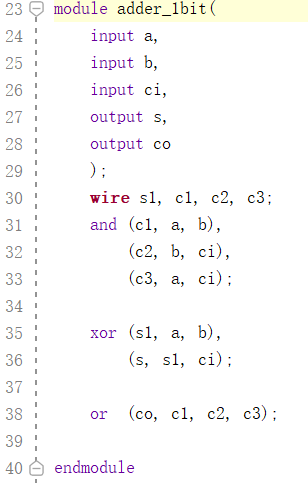 23 module adder_1bit(
24 input a,
25 input b,
26 input ci,
27 output s,
28 output co
29 );
30 wire s1, c1, c2, c3;
31 and (c1, a, b),
32 (c2, b, ci),
33 (c3, a, ci);
34
35 xor (s1, a, b),
36 (s, s1, ci);
37
38 or (co, c1, c2, c3);
39
40 endmodule